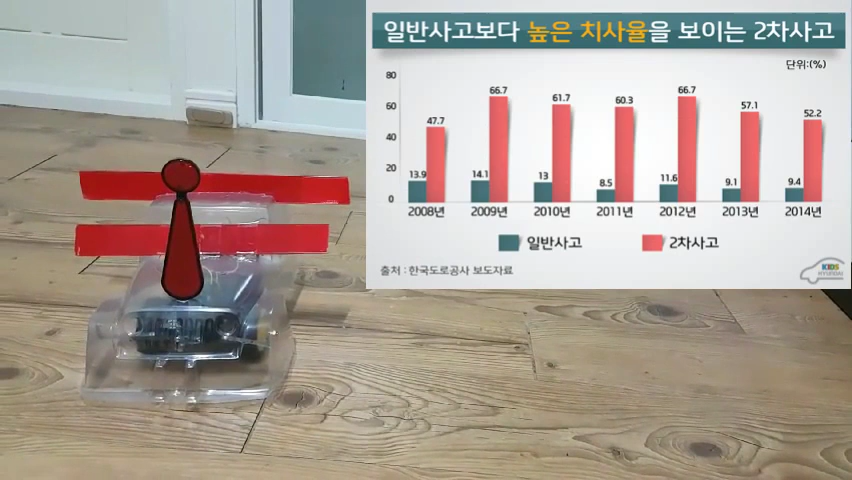 일반사고보다 높은 치사율을 보이는 2차사고
단위:(%)
80
60
40
20
0
47.7
66.7
61.7
60.3
66.7
57.1
52.2
13.9
14.1
13
8.5
11.6
9.1
9.4
2008년
2009년
2010년
2011년
2012년
2013년
2014년
일반사고
2차사고
출처 : 한국도로공사 보도자료
KIDS
HYUNDAI